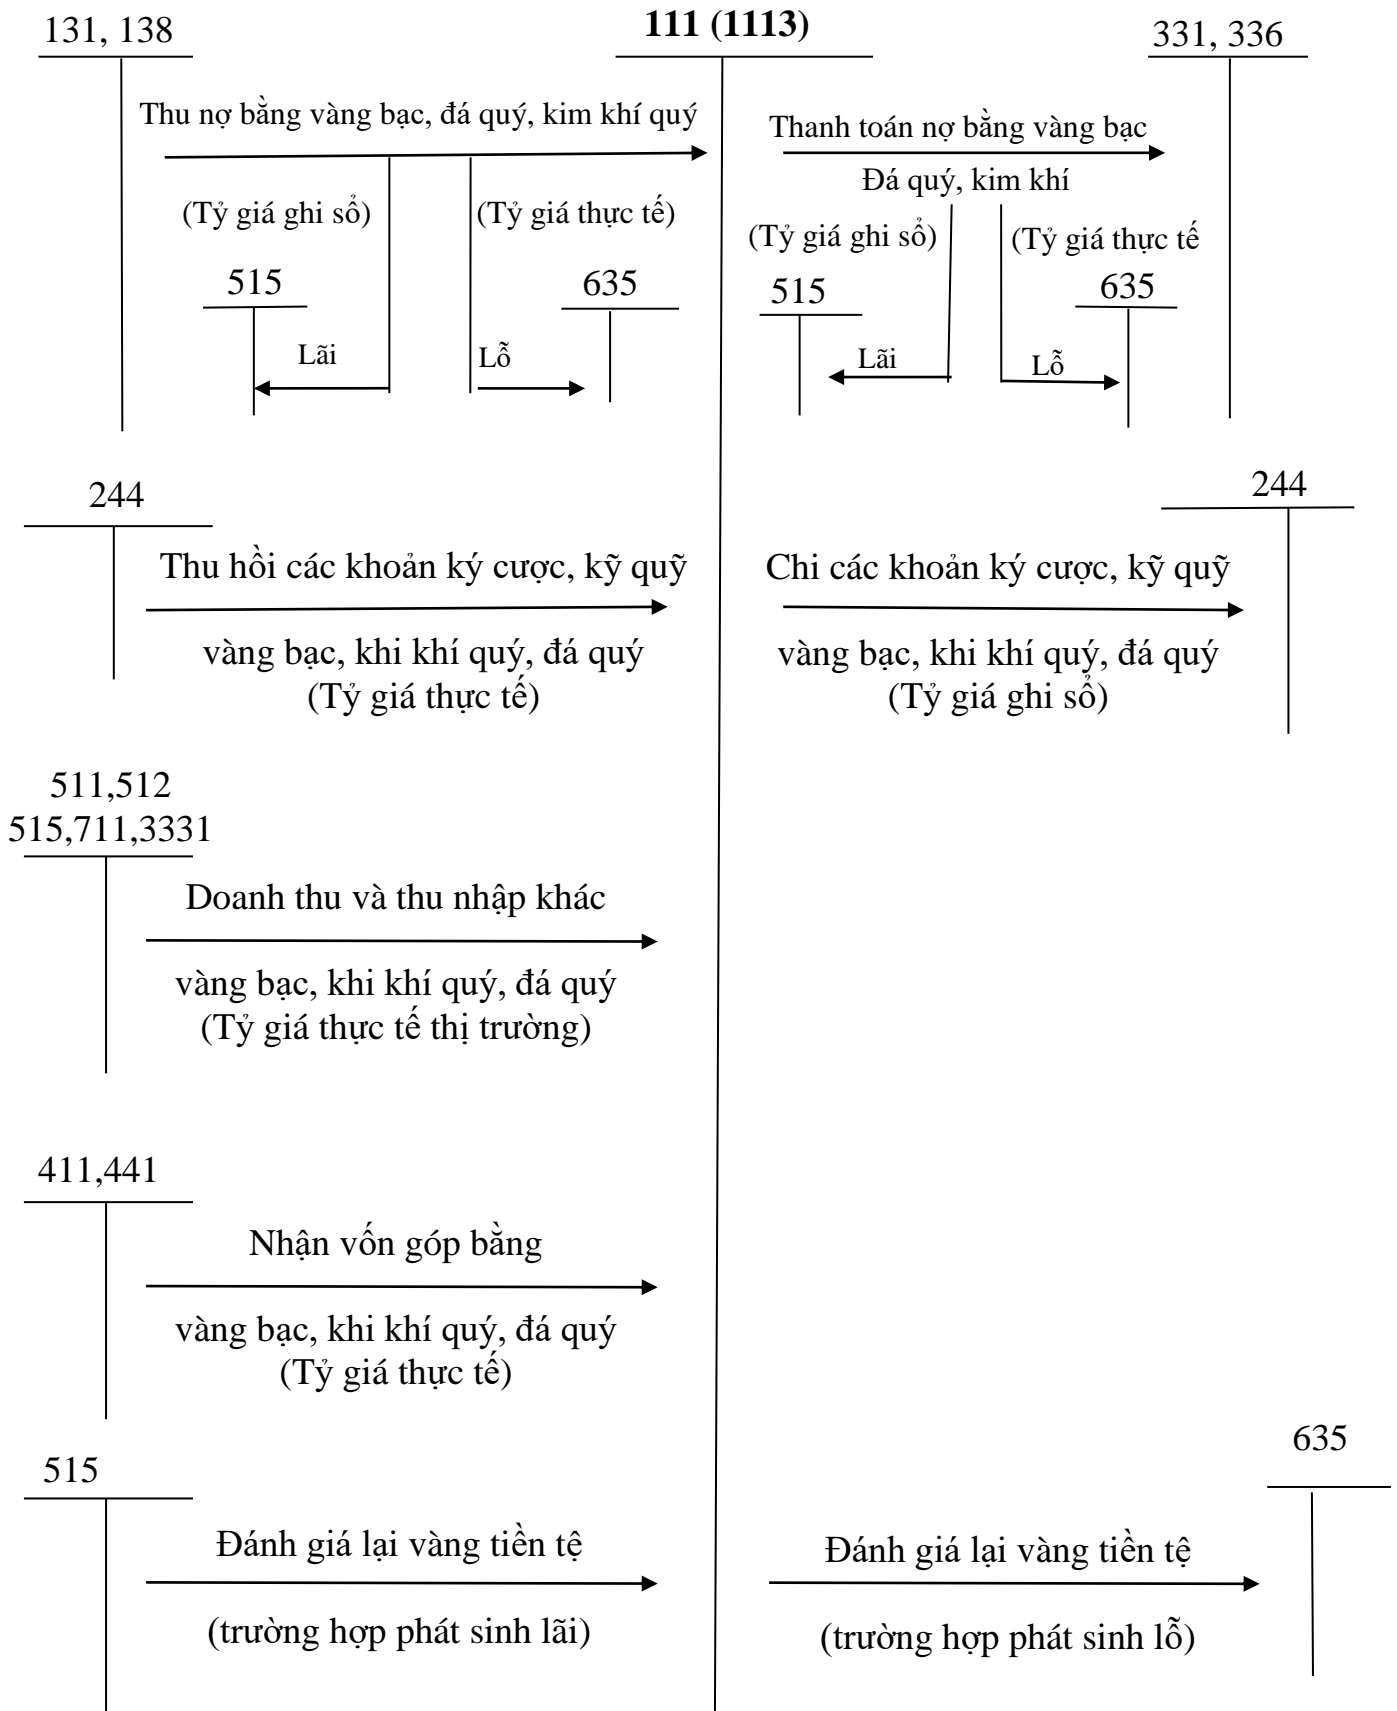 131, 138
111 (1113)
331, 336
Thu nợ bằng vàng bạc, đá quý, kim khí quý
Thanh toán nợ bằng vàng bạc
Đá quý, kim khí
(Tỷ giá ghi sổ)
(Tỷ giá thực tế)
(Tỷ giá ghi sổ)
(Tỷ giá thực tế
515
635
515
635
Lãi
Lỗ
Lãi
Lỗ
244
244
Thu hồi các khoản ký cược, kỹ quỹ
Chi các khoản ký cược, kỹ quỹ
vàng bạc, khi khí quý, đá quý
(Tỷ giá thực tế)
vàng bạc, khi khí quý, đá quý
(Tỷ giá ghi sổ)
511,512
515,711,3331
Doanh thu và thu nhập khác
vàng bạc, khi khí quý, đá quý
(Tỷ giá thực tế thị trường)
411,441
Nhận vốn góp bằng
vàng bạc, khi khí quý, đá quý
(Tỷ giá thực tế)
515
635
Đánh giá lại vàng tiền tệ
Đánh giá lại vàng tiền tệ
(trường hợp phát sinh lãi)
(trường hợp phát sinh lỗ)